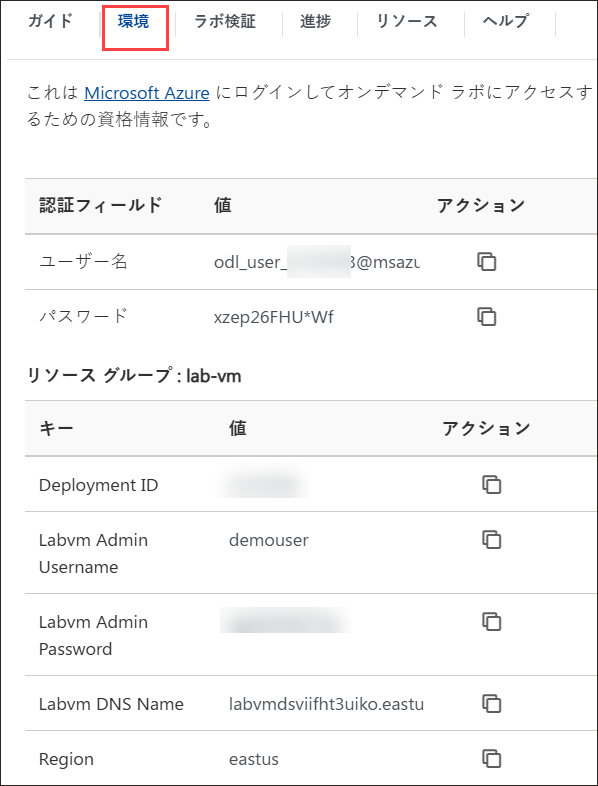 ガイド 環境 ラボ検証 進捗 リソース ヘルプ
これは Microsoft Azure にログインしてオンデマンド ラボにアクセスす
るための資格情報です。
認証フィールド 値 アクション
ユーザー名 odl_user_ 3@msazu
パスワード xzep26FHU*Wf
リソース グループ : lab-vm
キー 値 アクション
Deployment ID
Labvm Admin demouser
Username
Labvm Admin
Password
Labvm DNS Name labvmdsviifht3uiko.eastu
Region eastus